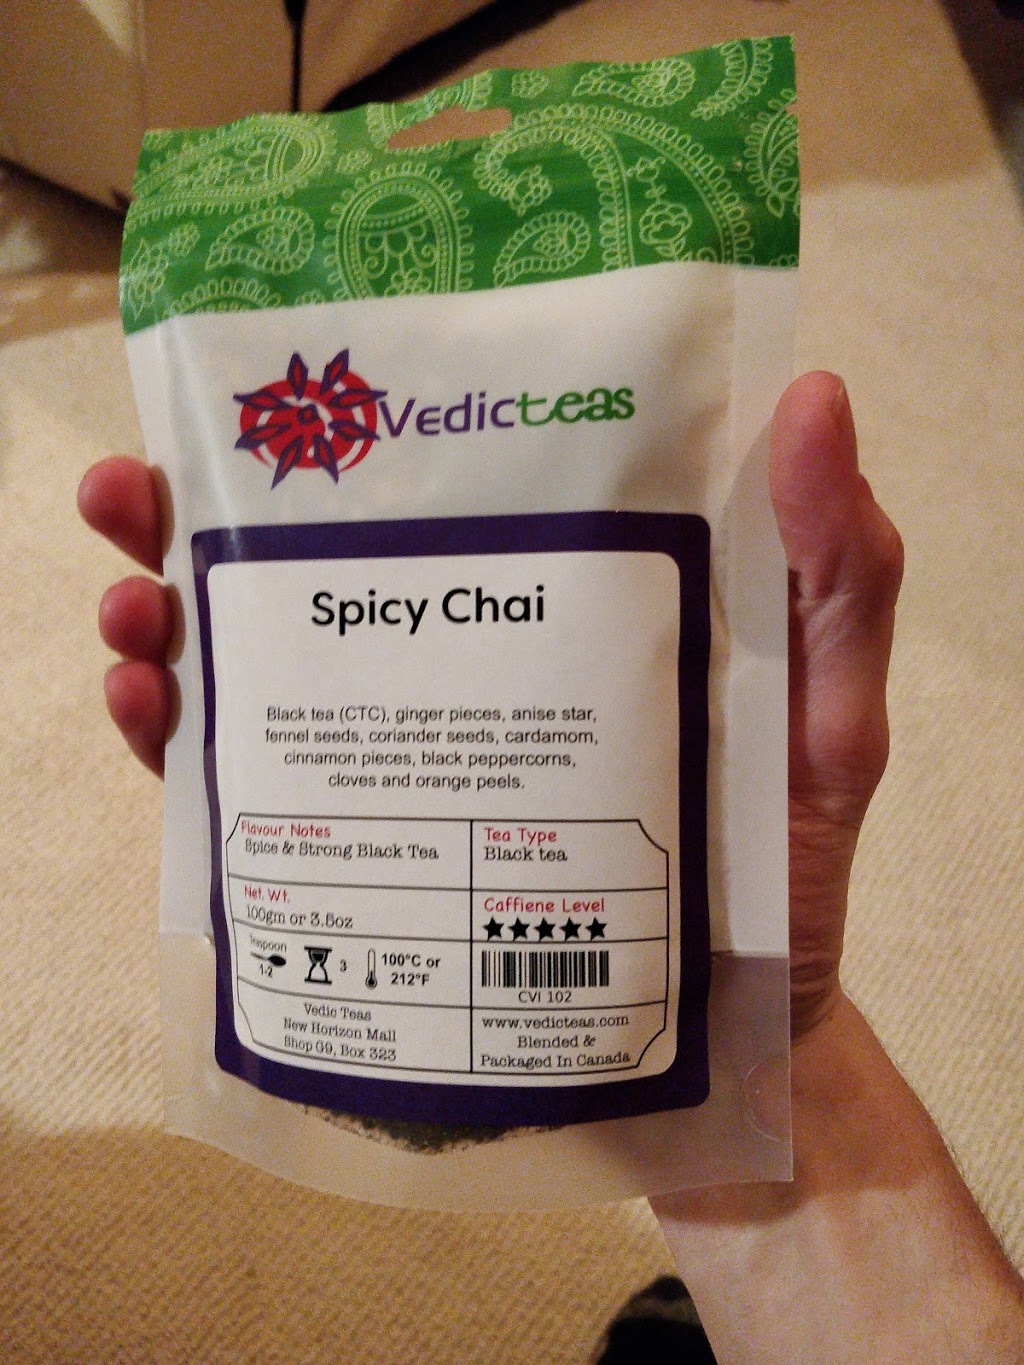 Vedicteas
Spicy Chai
Black tea (CTC), ginger pieces, anise star,
fennel seeds, coriander seeds, cardamom,
cinnamon pieces, black peppercorns,
cloves and orange peels.
Flavour Notes
Spice & Strong Black Tea
Tea Type
Black tea
Net. Wt.
100gm or 3.5oz
Caffiene Level
Teaspoon
1-2
3
100°C or
212°F
CVI 102
Vedic Teas
New Horizon Mall
Shop G9, Box 323
www.vedicteas.com
Blended &
Packaged In Canada